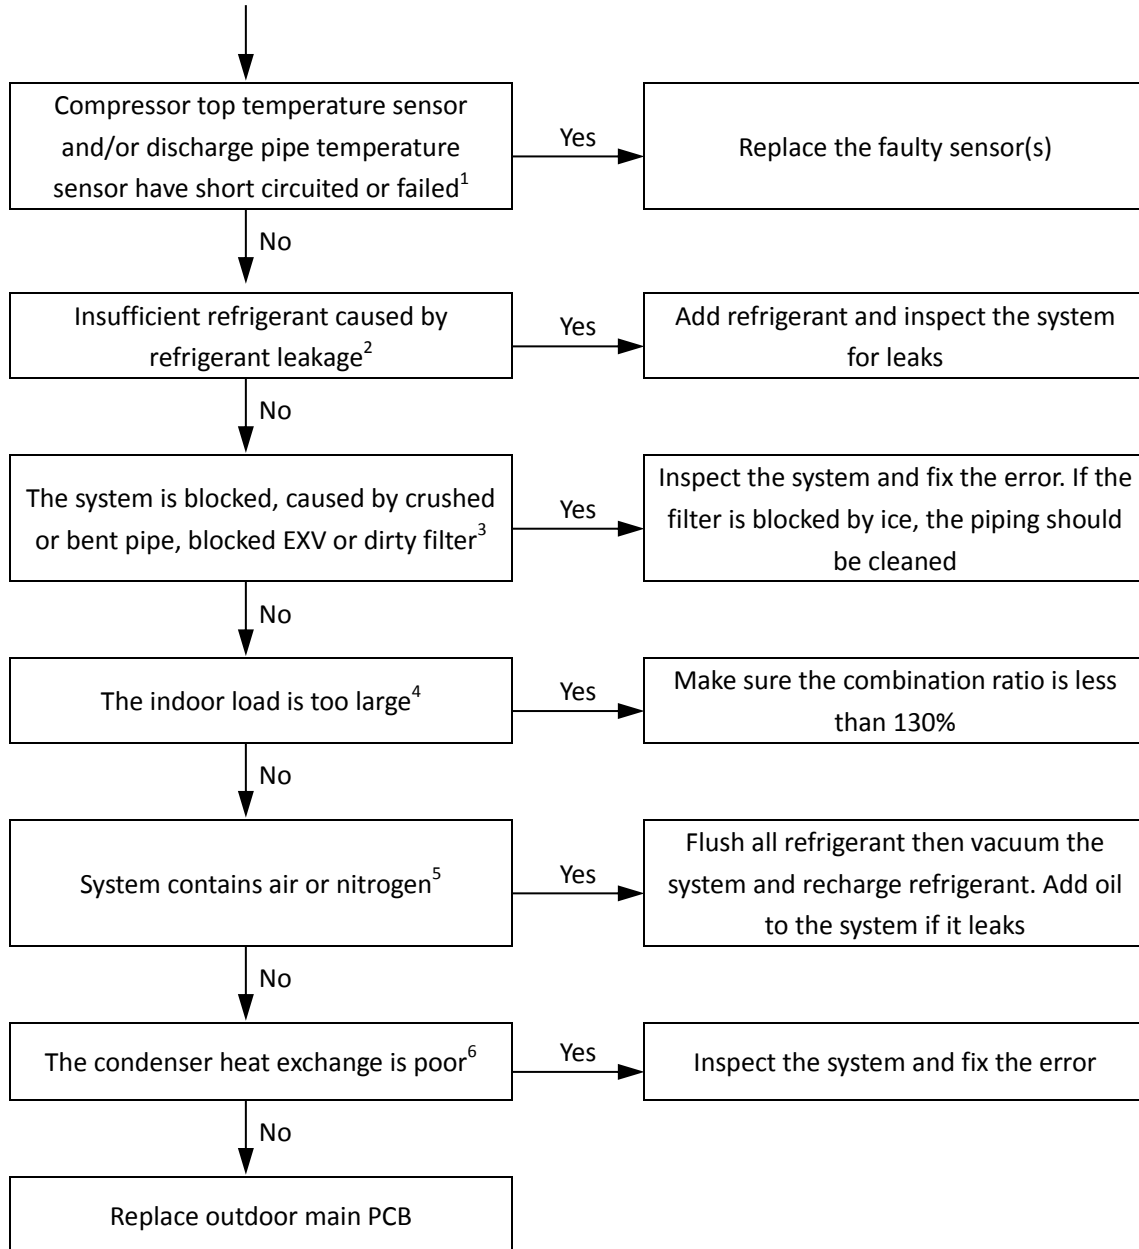 Compressor top temperature sensor
and/or discharge pipe temperature
sensor have short circuited or failed1
Yes
Replace the faulty sensor(s)
No
Insufficient refrigerant caused by
refrigerant leakage2
Yes
Add refrigerant and inspect the system
for leaks
No
The system is blocked, caused by crushed
or bent pipe, blocked EXV or dirty filter3
Yes
Inspect the system and fix the error. If the
filter is blocked by ice, the piping should
be cleaned
No
The indoor load is too large4
Yes
Make sure the combination ratio is less
than 130%
No
System contains air or nitrogen5
Yes
Flush all refrigerant then vacuum the
system and recharge refrigerant. Add oil
to the system if it leaks
No
The condenser heat exchange is poor6
Yes
Inspect the system and fix the error
No
Replace outdoor main PCB